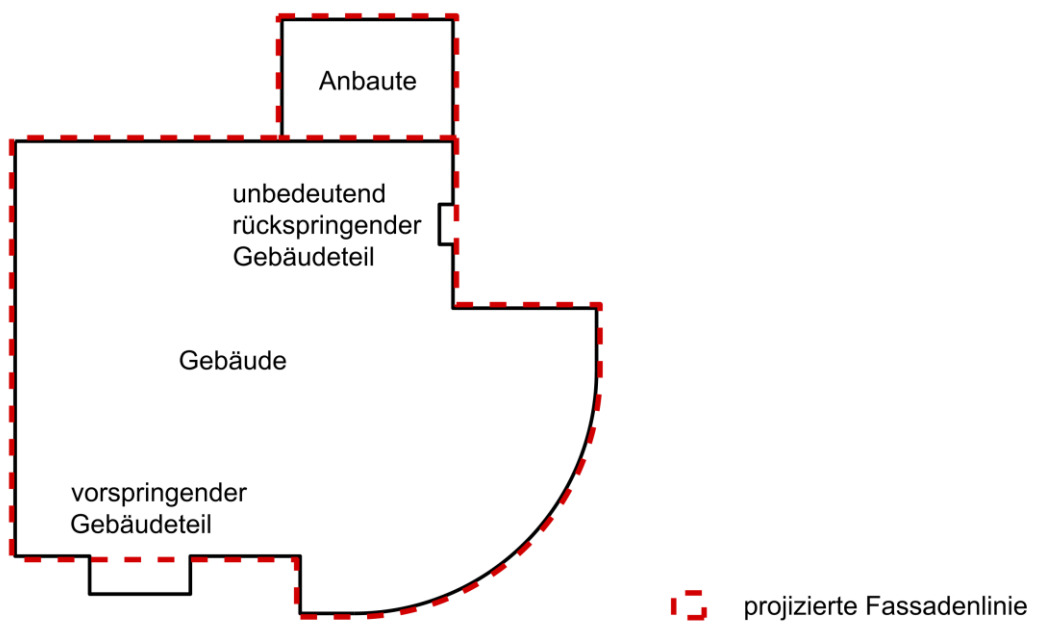 Anbaute
unbedeutend
rückspringender
Gebäudeteil
Gebäude
vorspringender
Gebäudeteil
projizierte Fassadenlinie